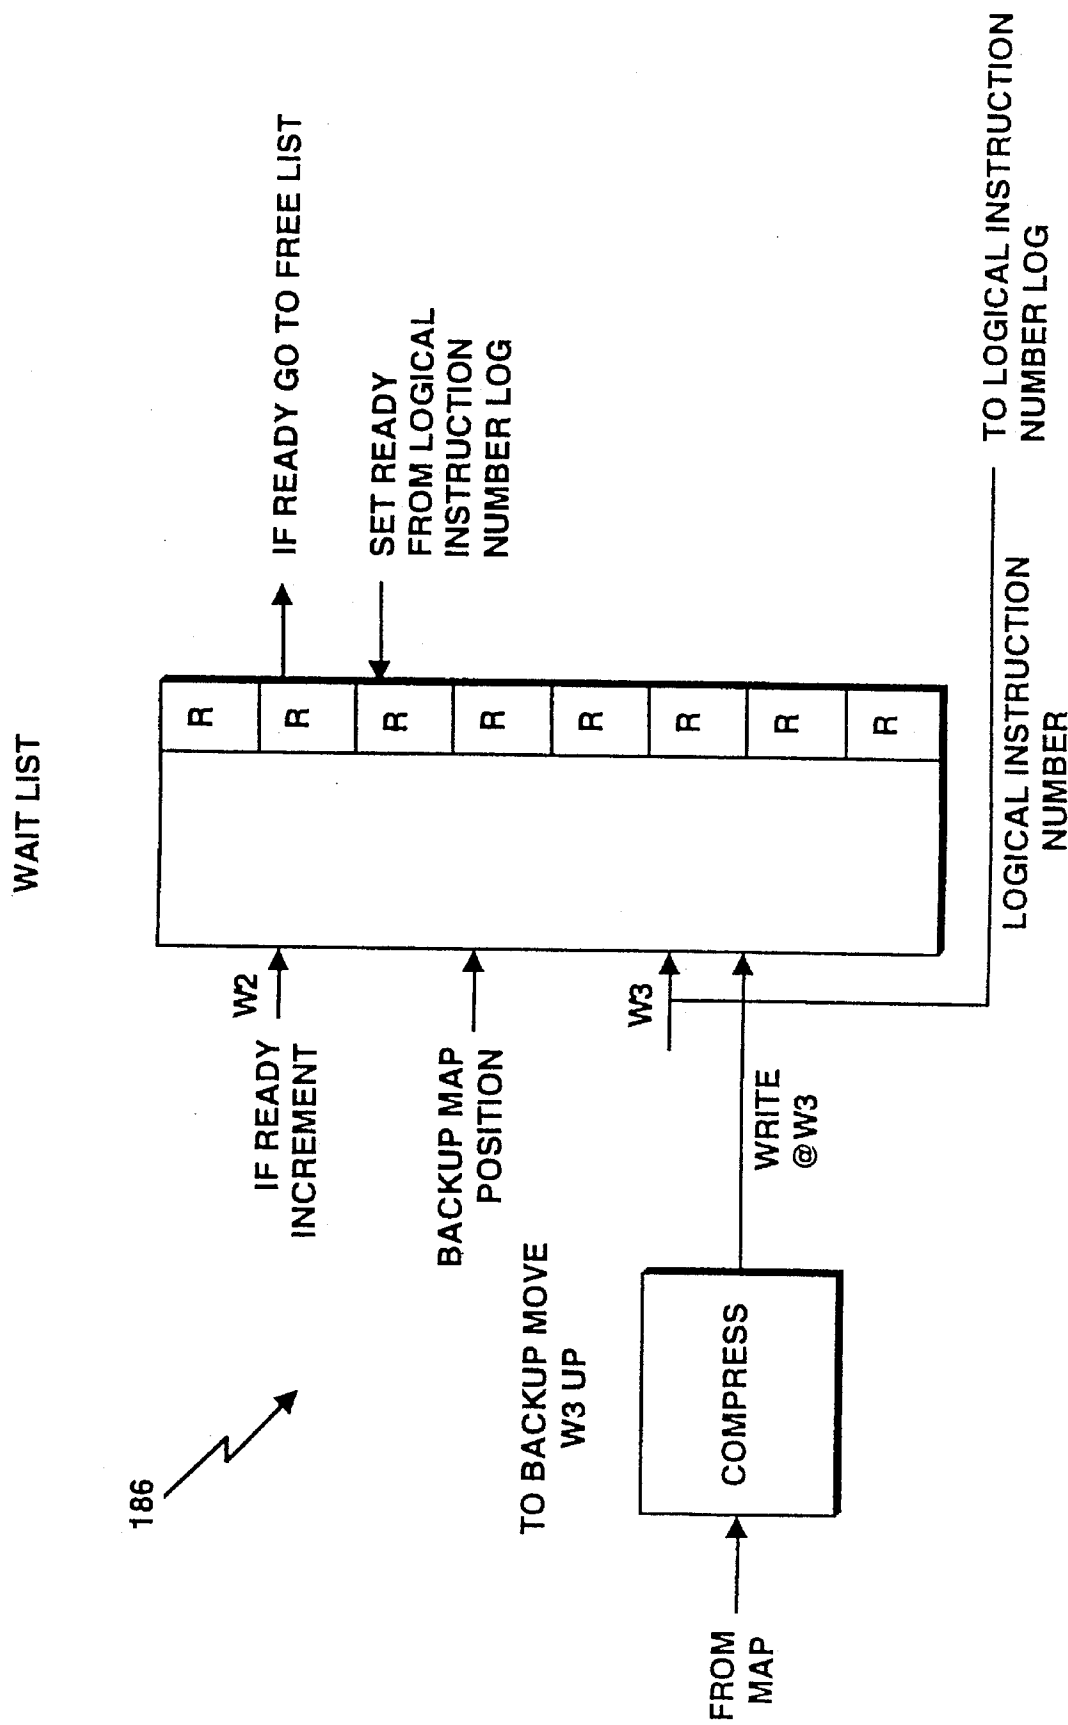 WAIT LIST
186
IF READY
INCREMENT
W2
BACKUP MAP
POSITION
TO BACKUP MOVE
W3 UP
W3
FROM
MAP
COMPRESS
WRITE
@W3
R
R
R
R
R
R
R
R
IF READY GO TO FREE LIST
SET READY
FROM LOGICAL
INSTRUCTION
NUMBER LOG
LOGICAL INSTRUCTION
NUMBER
TO LOGICAL INSTRUCTION
NUMBER LOG